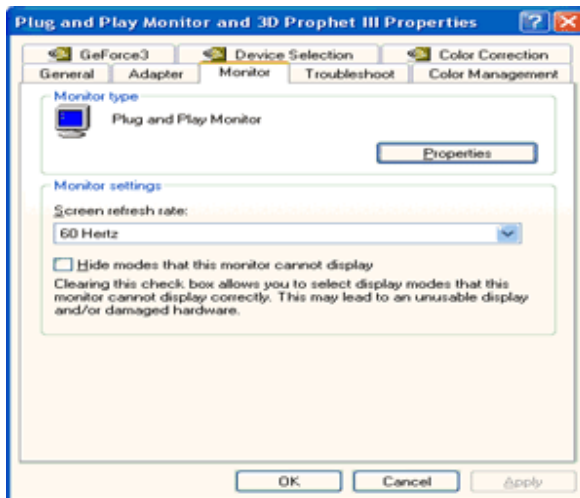 Plug and Play Monitor and 3D Prophet III Properties
GeForce3 Device Selection Color Correction
General Adapter Monitor Troubleshoot Color Management
Monitor type
Plug and Play Monitor
Properties
Monitor settings
Screen refresh rate:
60 Hertz
Hide modes that this monitor cannot display
Clearing this check box allows you to select display modes that this
monitor cannot display correctly. This may lead to an unusable display
and/or damaged hardware.
OK Cancel Apply